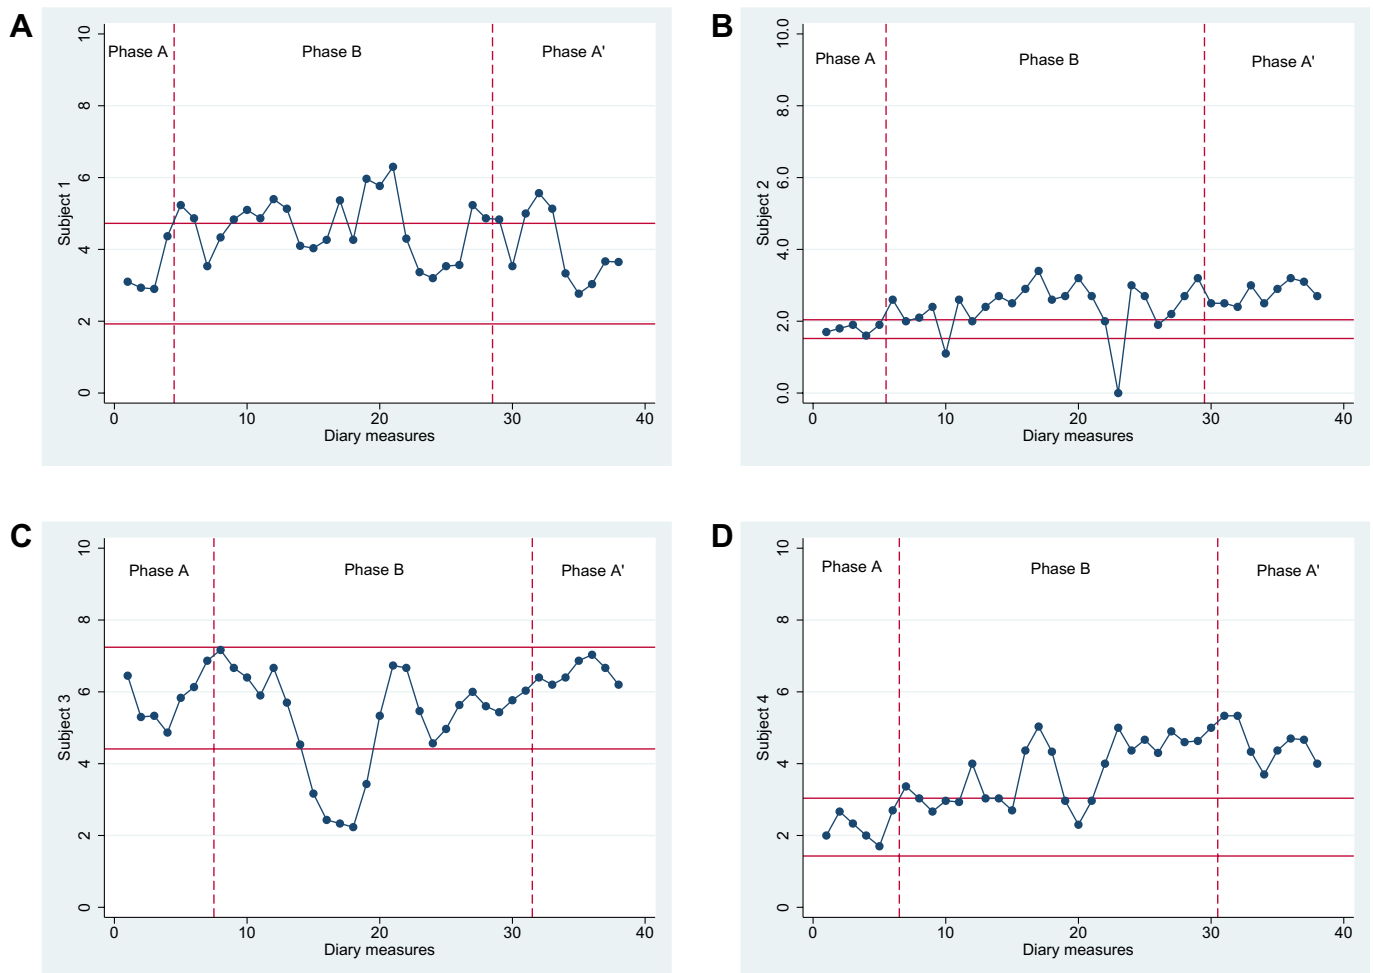 A
Phase A
Phase B
Phase A'
10
8
6
4
2
0
Subject 1
0
10
20
30
40
Diary measures
B
Phase A
Phase B
Phase A'
10.0
8.0
6.0
4.0
2.0
0.0
Subject 2
0
10
20
30
40
Diary measures
C
Phase A
Phase B
Phase A'
10
8
6
4
2
0
Subject 3
0
10
20
30
40
Diary measures
D
Phase A
Phase B
Phase A'
10
8
6
4
2
0
Subject 4
0
10
20
30
40
Diary measures